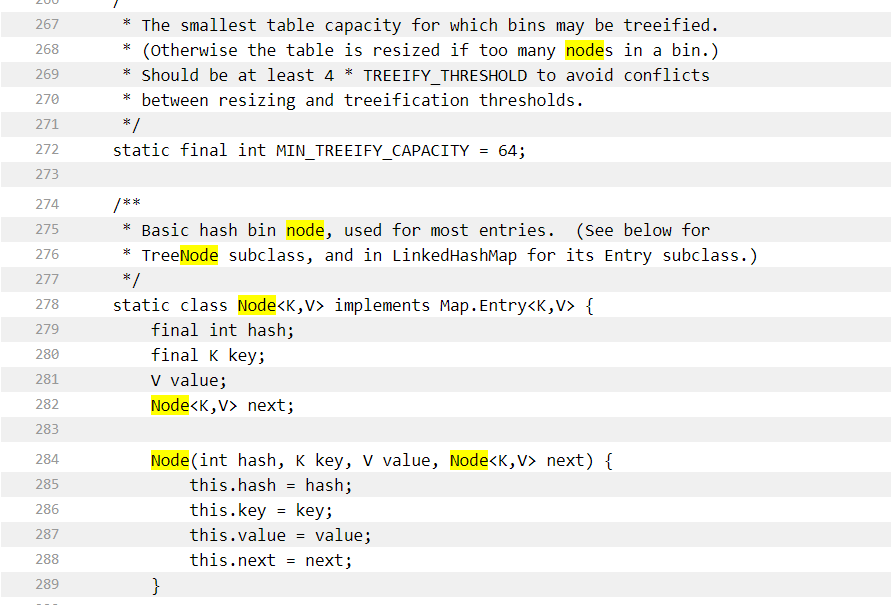 266 /
267 * The smallest table capacity for which bins may be treeified.
268 * (Otherwise the table is resized if too many nodes in a bin.)
269 * Should be at least 4 * TREEIFY_THRESHOLD to avoid conflicts
270 * between resizing and treeification thresholds.
271 */
272 static final int MIN_TREEIFY_CAPACITY = 64;
273
274 /**
275 * Basic hash bin node, used for most entries.  (See below for
276 * TreeNode subclass, and in LinkedHashMap for its Entry subclass.)
277 */
278 static class Node<K,V> implements Map.Entry<K,V> {
279 final int hash;
280 final K key;
281 V value;
282 Node<K,V> next;
283
284 Node(int hash, K key, V value, Node<K,V> next) {
285 this.hash = hash;
286 this.key = key;
287 this.value = value;
288 this.next = next;
289 }